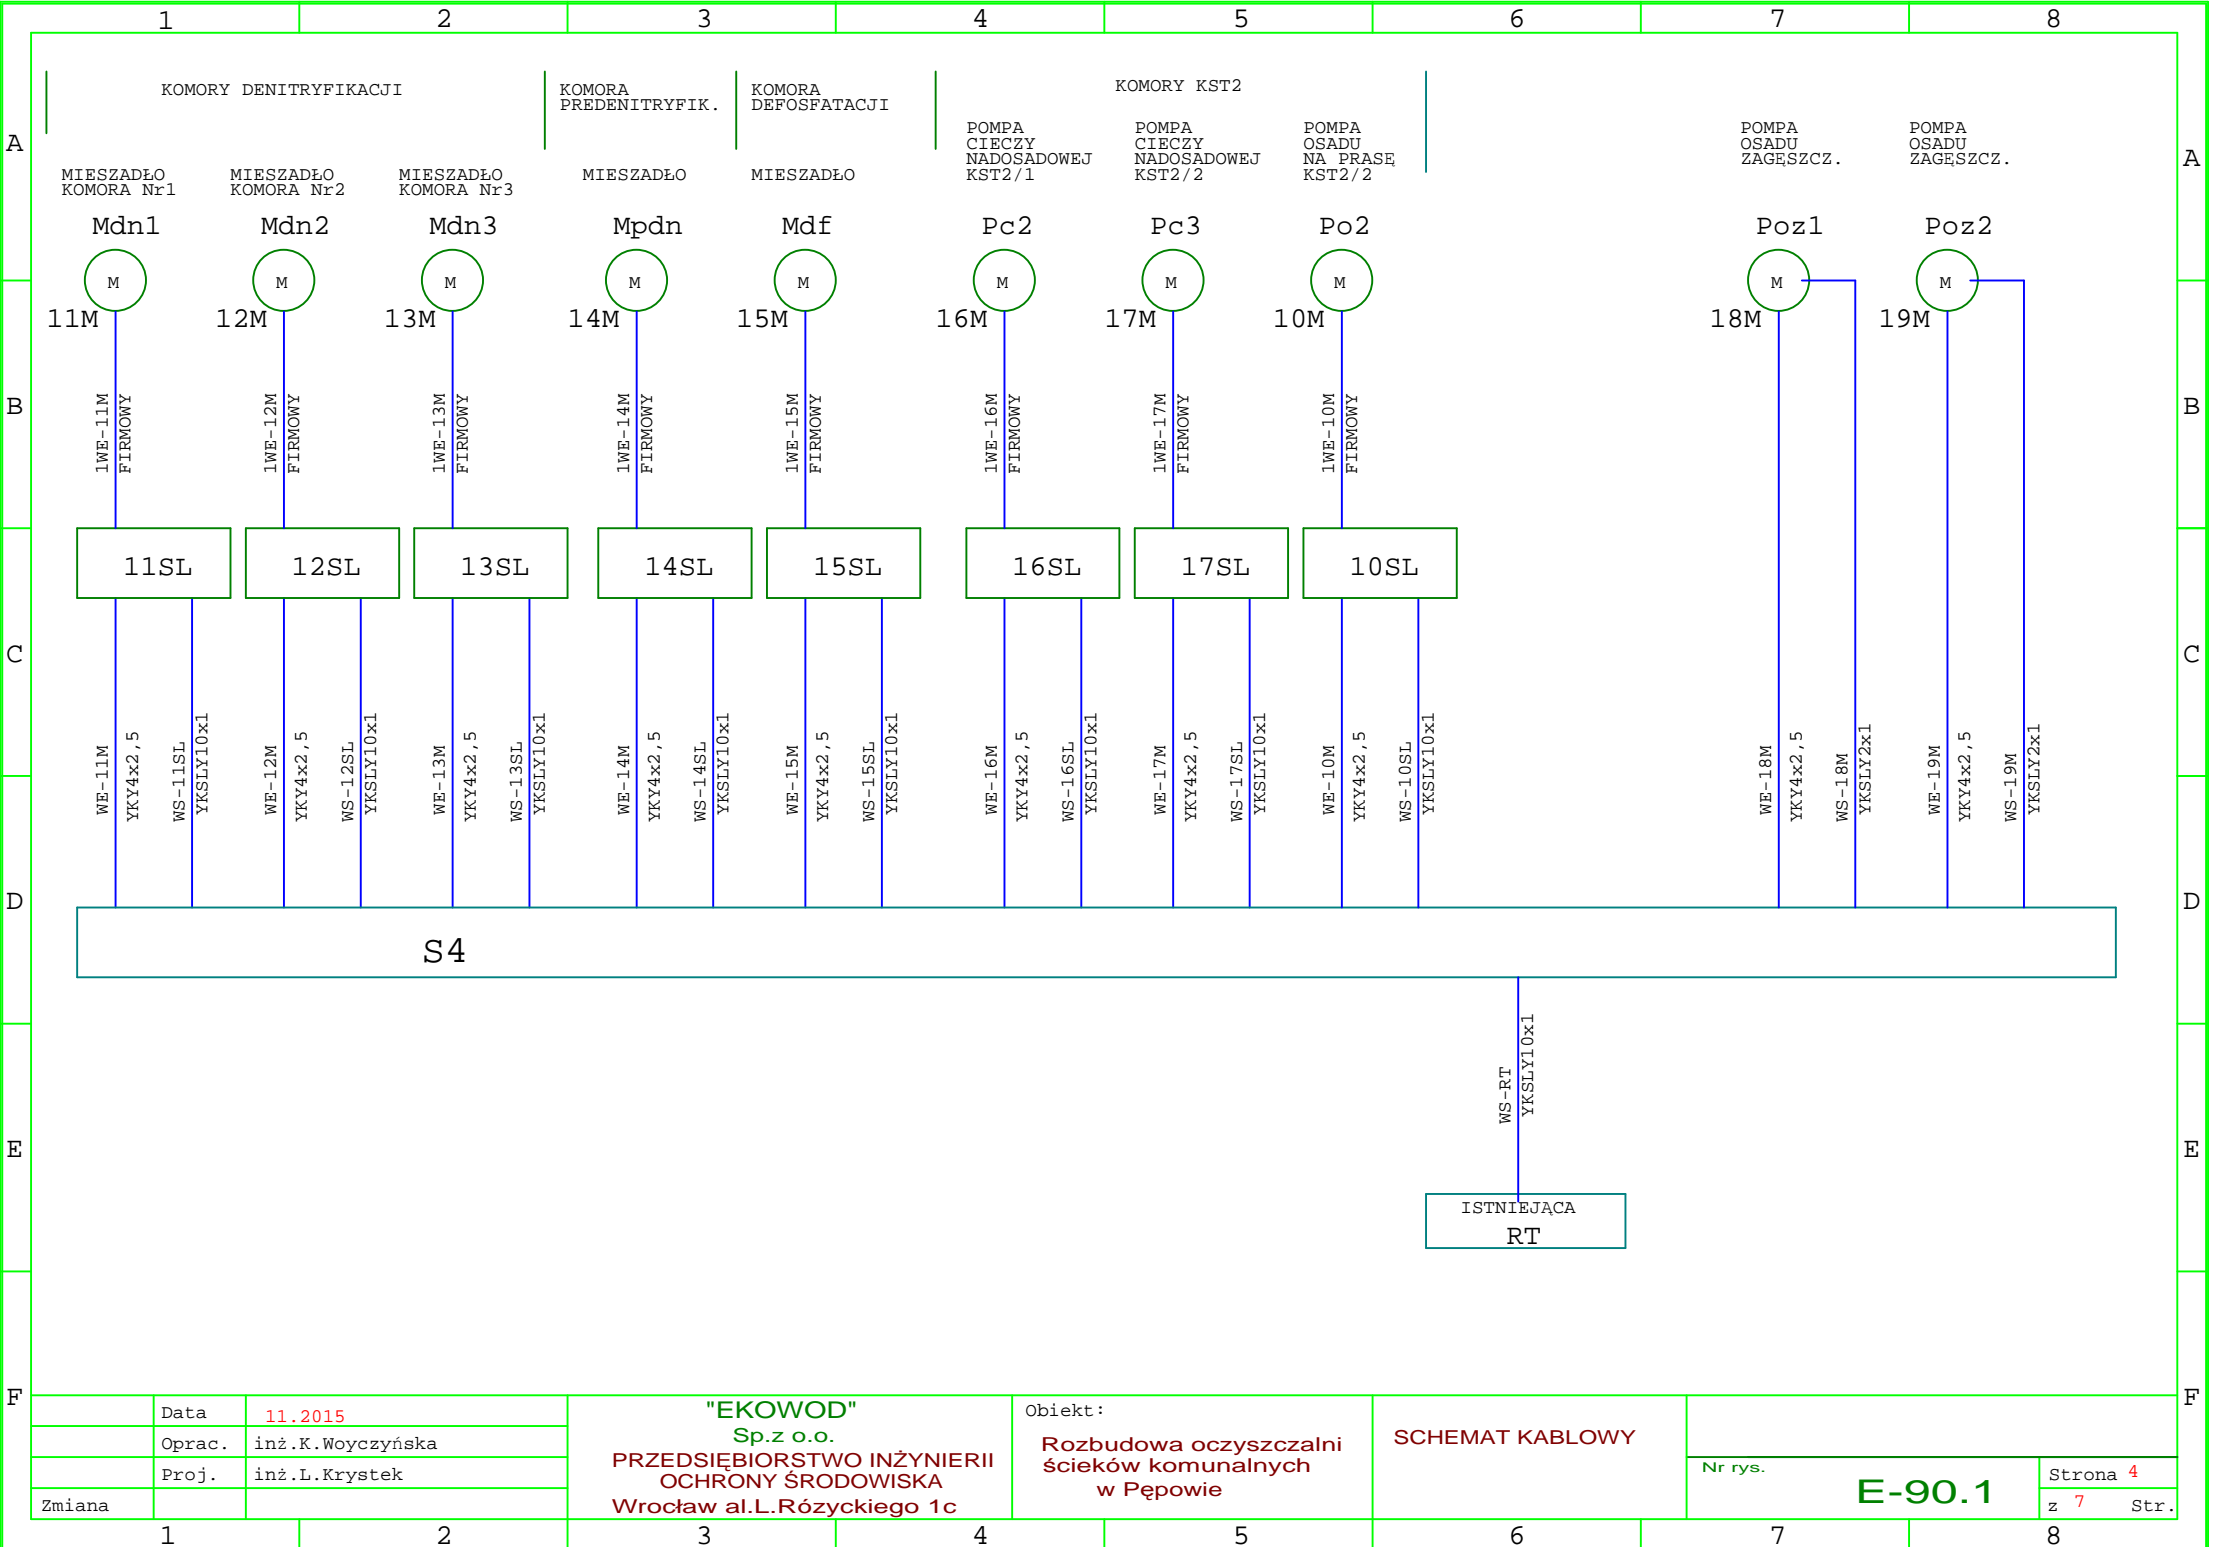 1 2 3 4 5 6 7 8
KOMORY DENITRYFIKACJI
KOMORA
PREDENITRYFIK.
KOMORA
DEFOSFATACJI
KOMORY KST2
A
A
MIESZADŁO
KOMORA Nr1
MIESZADŁO
KOMORA Nr2
MIESZADŁO
KOMORA Nr3
MIESZADŁO
MIESZADŁO
POMPA
CIECZY
NADOSADOWEJ
KST2/1
POMPA
CIECZY
NADOSADOWEJ
KST2/2
POMPA
OSADU
NA PRASĘ
KST2/2
POMPA
OSADU
ZAGĘSZCZ.
POMPA
OSADU
ZAGĘSZCZ.
Mdn1 Mdn2 Mdn3 Mpdn Mdf Pc2 Pc3 Po2 Poz1 Poz2
M M M M M M M M M M
11M 12M 13M 14M 15M 16M 17M 10M 18M 19M
B
B
1WE-11M
FIRMOWY
1WE-12M
FIRMOWY
1WE-13M
FIRMOWY
1WE-14M
FIRMOWY
1WE-15M
FIRMOWY
1WE-16M
FIRMOWY
1WE-17M
FIRMOWY
1WE-10M
FIRMOWY
11SL 12SL 13SL 14SL 15SL 16SL 17SL 10SL
C
C
WE-11M
YKY4x2,5
WS-11SL
YKSLY10x1
WE-12M
YKY4x2,5
WS-12SL
YKSLY10x1
WE-13M
YKY4x2,5
WS-13SL
YKSLY10x1
WE-14M
YKY4x2,5
WS-14SL
YKSLY10x1
WE-15M
YKY4x2,5
WS-15SL
YKSLY10x1
WE-16M
YKY4x2,5
WS-16SL
YKSLY10x1
WE-17M
YKY4x2,5
WS-17SL
YKSLY10x1
WE-10M
YKY4x2,5
WS-10SL
YKSLY10x1
WE-18M
YKY4x2,5
WS-18M
YKSLY2x1
WE-19M
YKY4x2,5
WS-19M
YKSLY2x1
D
D
S4
WS-RT
YKSLY10x1
E
E
ISTNIEJĄCA
RT
F
F
Data 11.2015
Oprac. inż.K.Woyczyńska
Proj. inż.L.Krystek
Zmiana
"EKOWOD"
Sp.z o.o.
PRZEDSIĘBIORSTWO INŻYNIERII
OCHRONY ŚRODOWISKA
Wrocław al.L.Rózyckiego 1c
Obiekt:
Rozbudowa oczyszczalni
ścieków komunalnych
w Pępowie
SCHEMAT KABLOWY
Nr rys.
E-90.1
Strona 4
z 7 Str.
1 2 3 4 5 6 7 8